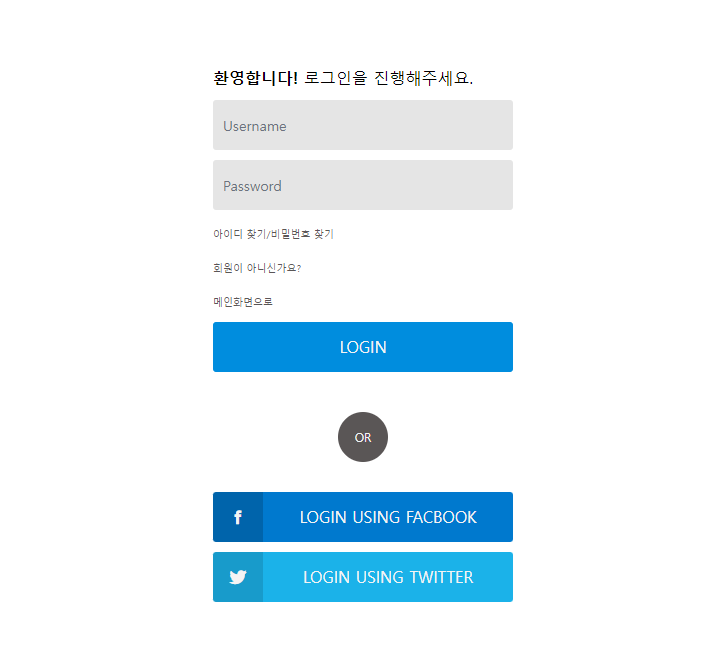 환영합니다! 로그인을 진행해주세요.
Username
Password
아이디 찾기/비밀번호 찾기
회원이 아니신가요?
메인화면으로
LOGIN
OR
LOGIN USING FACBOOK
LOGIN USING TWITTER